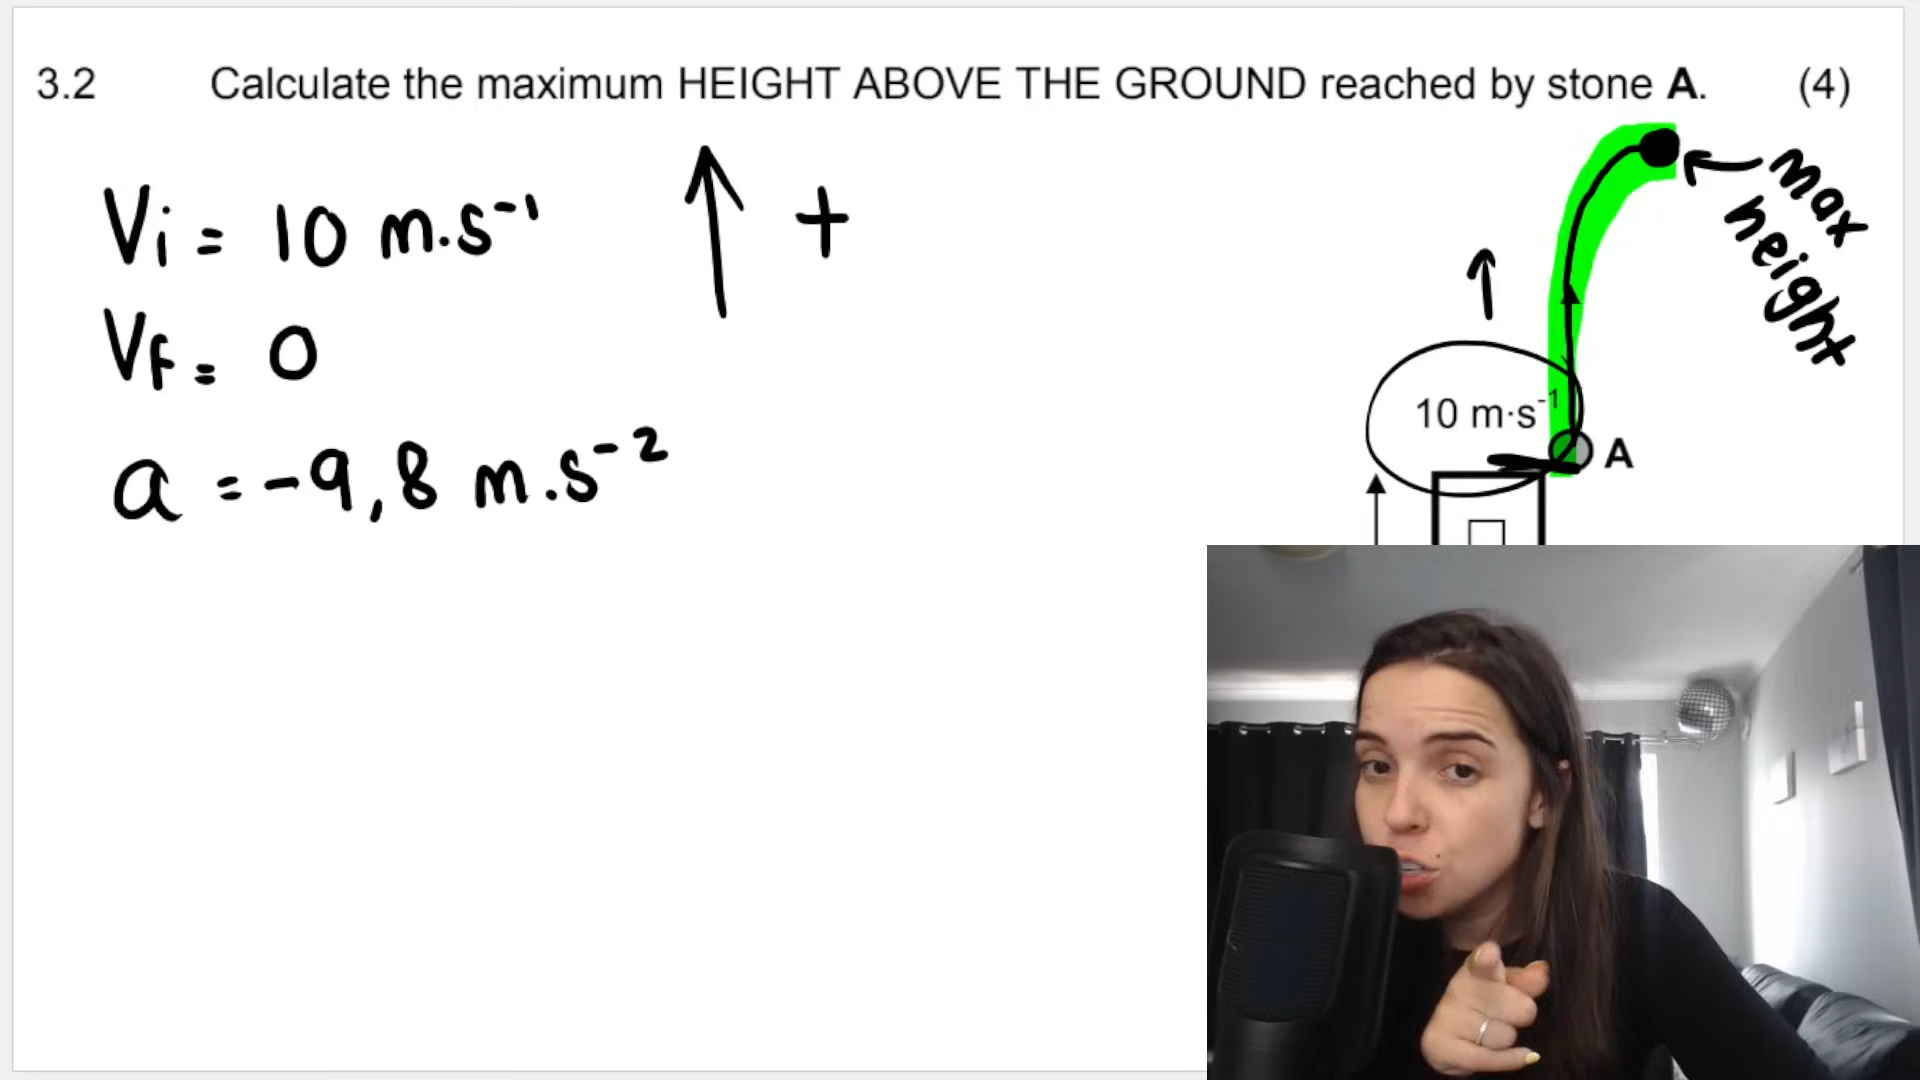 3.2 Calculate the maximum HEIGHT ABOVE THE GROUND reached by stone A. (4)
Vi = 10 m.s⁻¹
+
Vf = 0
a = -9,8 m.s⁻²
max
height
10 m·s⁻¹
A